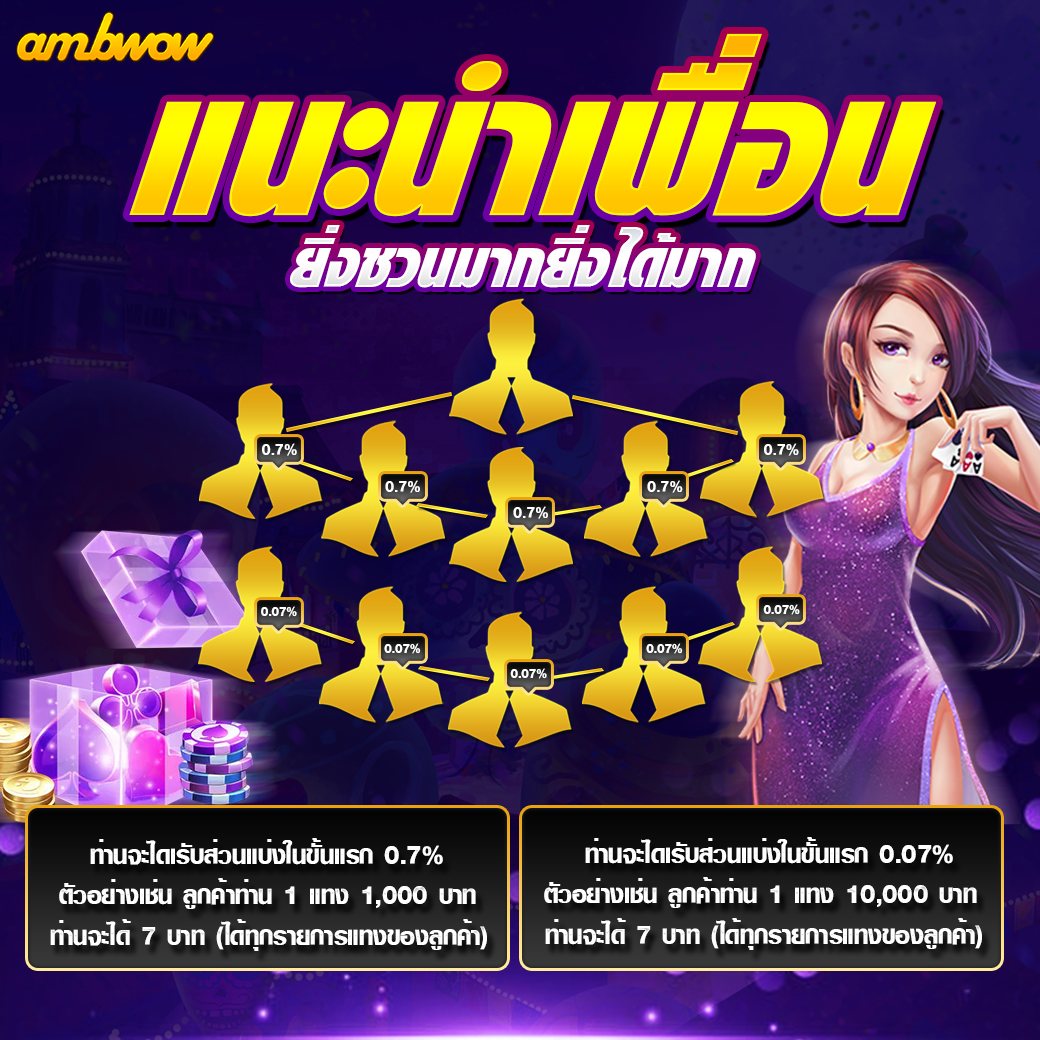 ambwow
แนะนำเพื่อน
ยิ่งชวนมากยิ่งได้มาก
0.7%
0.7%
0.7%
0.7%
0.7%
0.07%
0.07%
0.07%
0.07%
0.07%
ท่านจะได้รับส่วนแบ่งในขั้นแรก 0.7%
ตัวอย่างเช่น ลูกค้าท่าน 1 แทง 1,000 บาท
ท่านจะได้ 7 บาท (ได้ทุกรายการแทงของลูกค้า)
ท่านจะได้รับส่วนแบ่งในขั้นแรก 0.07%
ตัวอย่างเช่น ลูกค้าท่าน 1 แทง 10,000 บาท
ท่านจะได้ 7 บาท (ได้ทุกรายการแทงของลูกค้า)